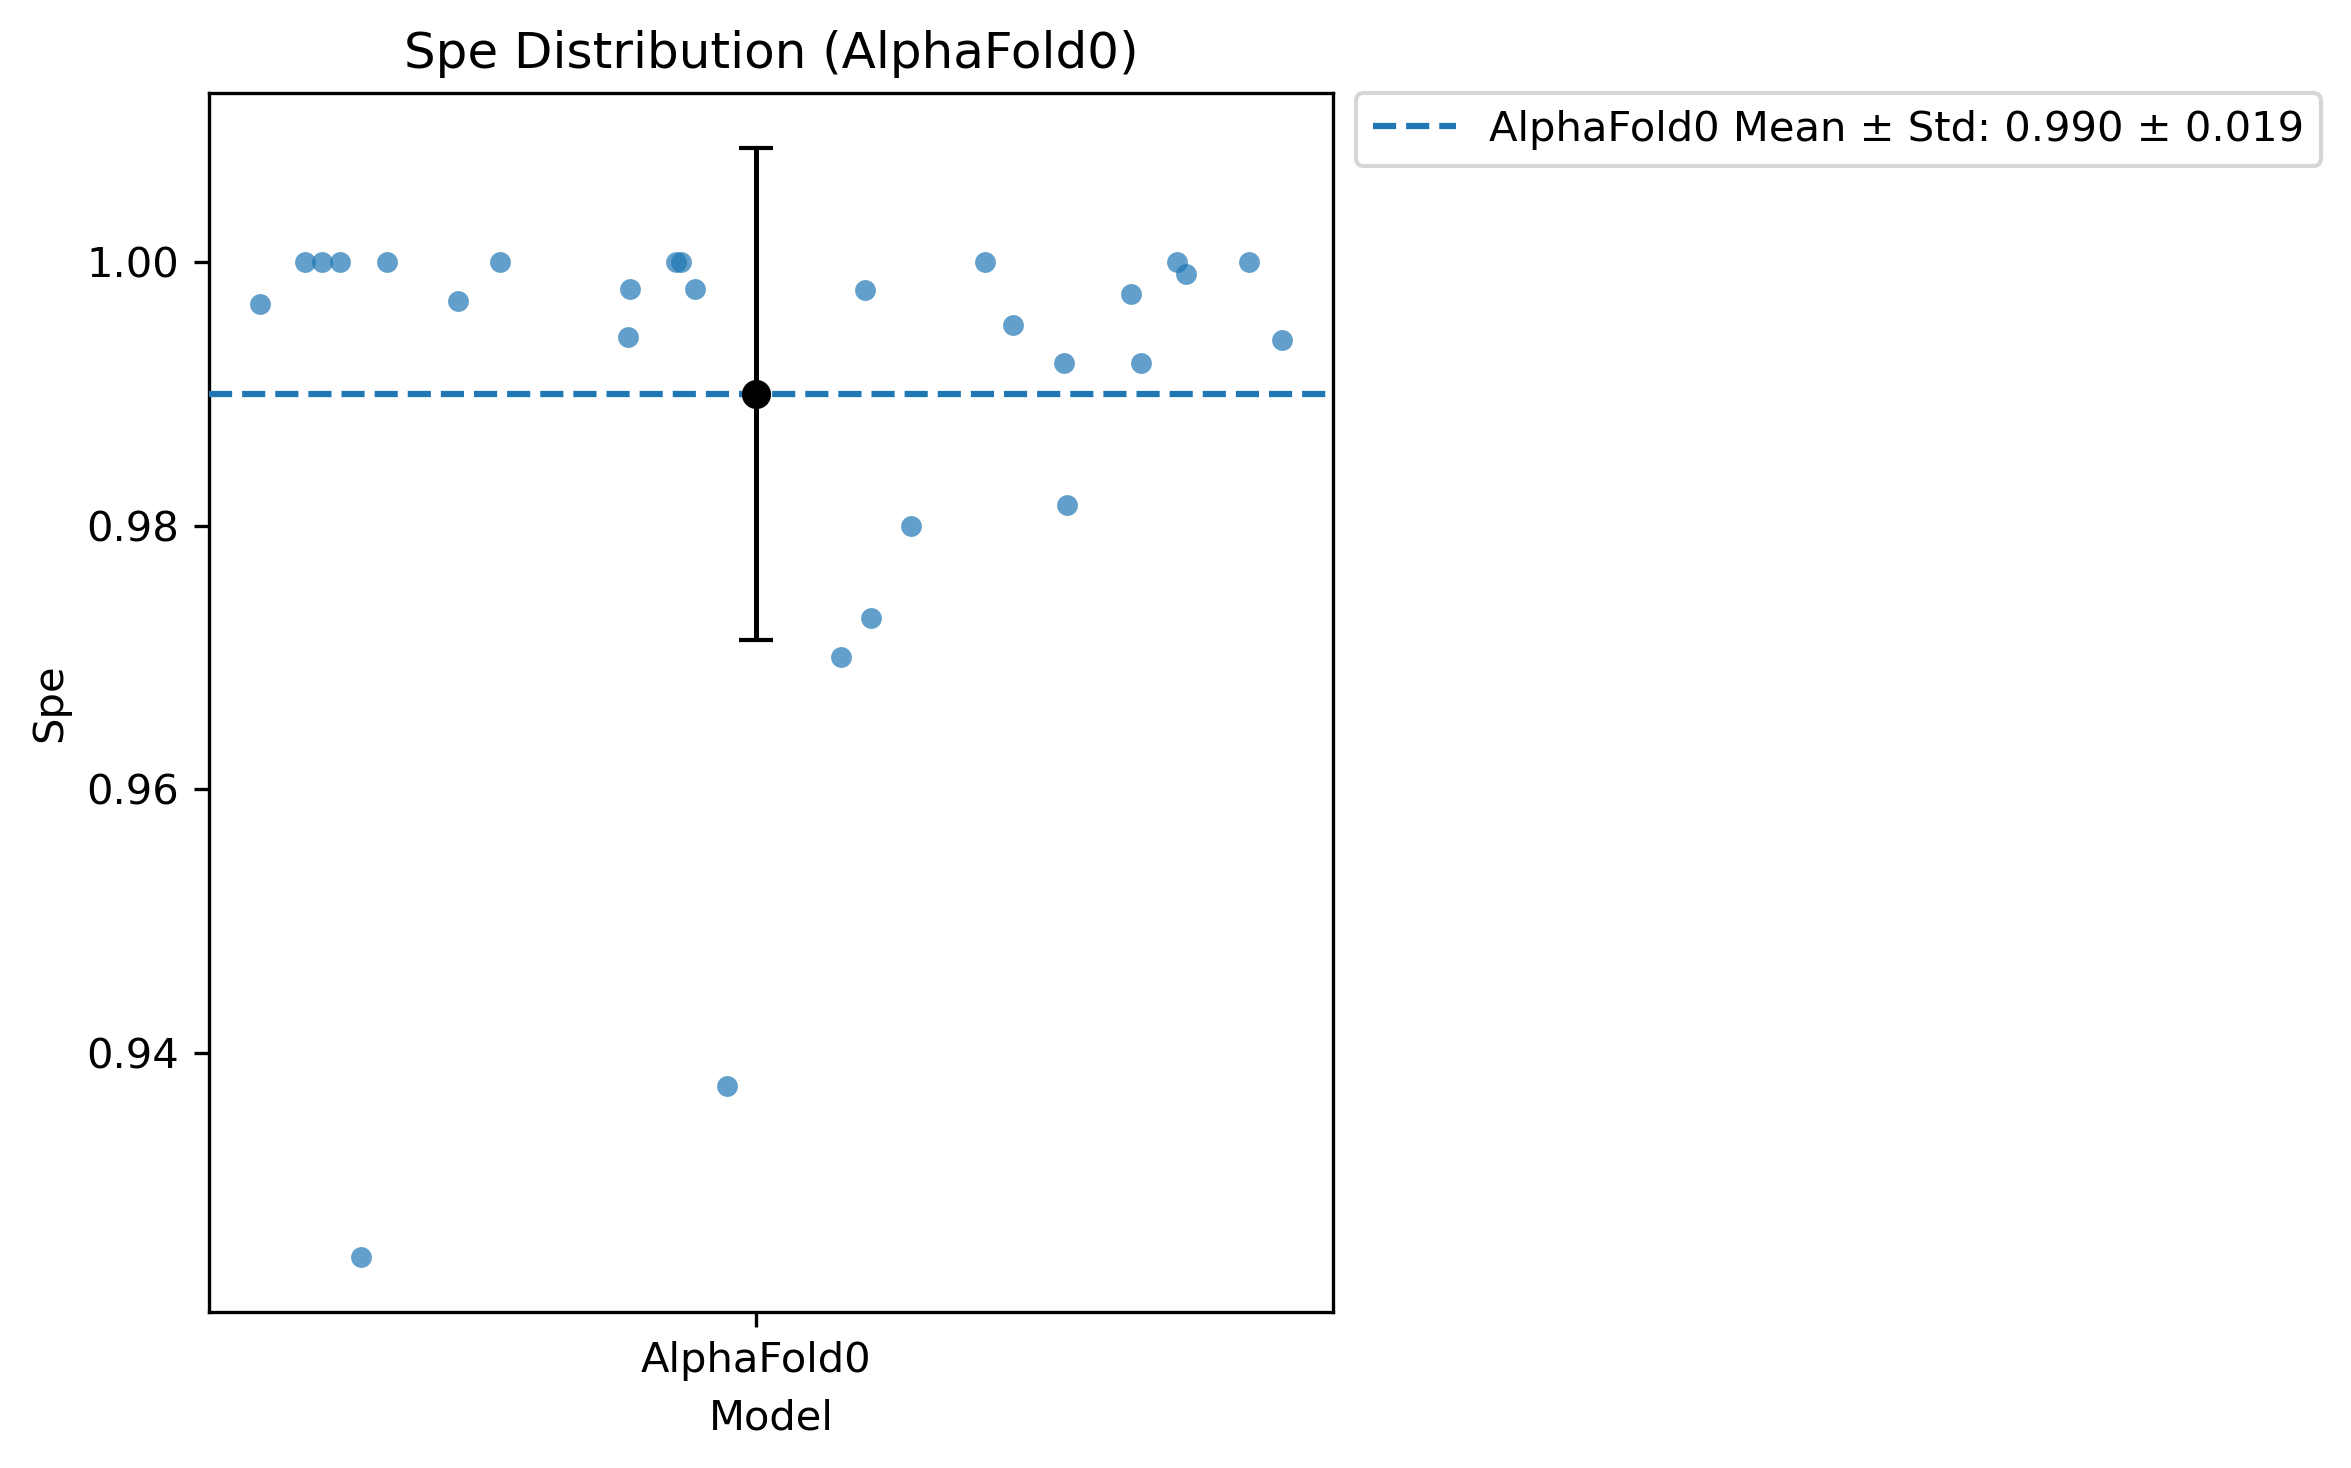 Spe Distribution (AlphaFold0)
AlphaFold0 Mean ± Std: 0.990 ± 0.019
1.00
0.98
0.96
0.94
Spe
AlphaFold0
Model